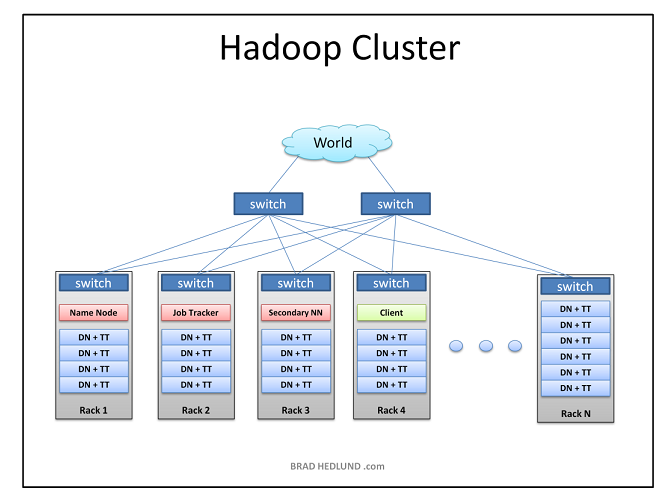 Hadoop Cluster
World
switch switch
switch switch switch switch switch
Name Node Job Tracker Secondary NN Client DN + TT
DN + TT
DN + TT DN + TT DN + TT DN + TT DN + TT
DN + TT DN + TT DN + TT DN + TT DN + TT
DN + TT DN + TT DN + TT DN + TT DN + TT
DN + TT DN + TT DN + TT DN + TT DN + TT
Rack 1 Rack 2 Rack 3 Rack 4 Rack N
BRAD HEDLUND .com